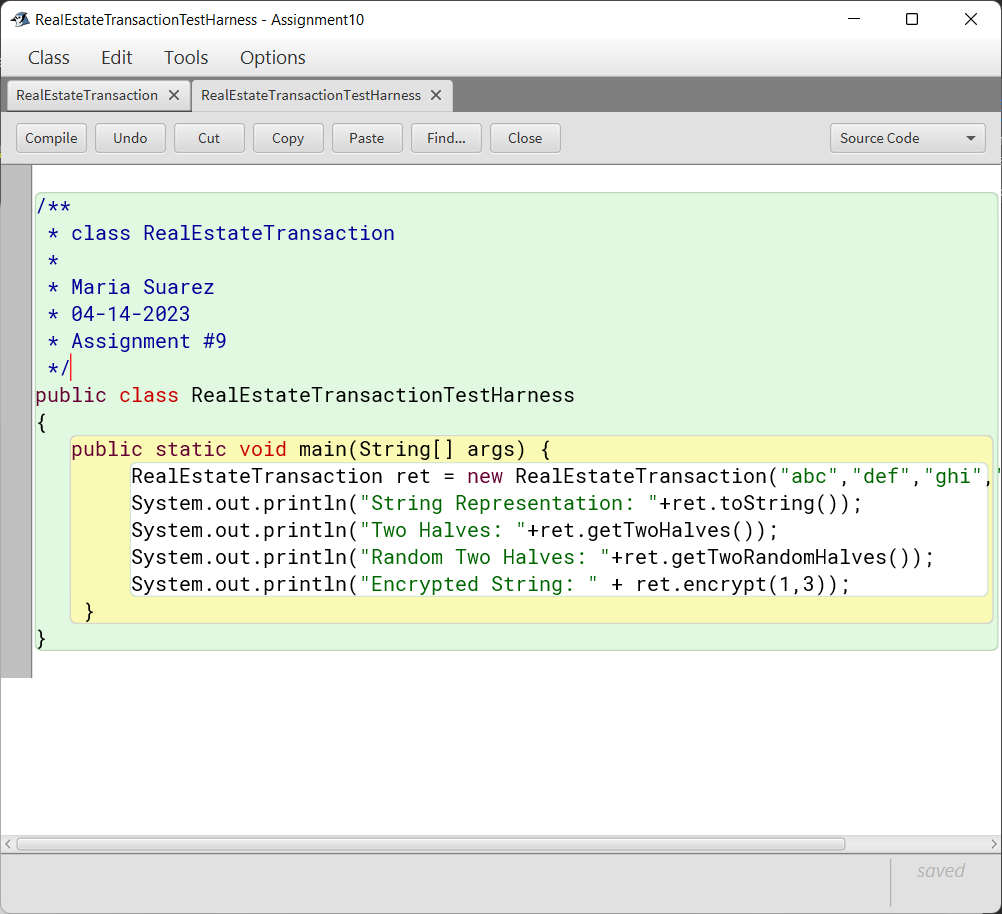 RealEstateTransactionTestHarness - Assignment10
Class Edit Tools Options
RealEstateTransaction RealEstateTransactionTestHarness
Compile Undo Cut Copy Paste Find... Close Source Code
/**
 * class RealEstateTransaction
 *
 * Maria Suarez
 * 04-14-2023
 * Assignment #9
 */
public class RealEstateTransactionTestHarness
{
   public static void main(String[] args) {
        RealEstateTransaction ret = new RealEstateTransaction("abc","def","ghi","
        System.out.println("String Representation: "+ret.toString());
        System.out.println("Two Halves: "+ret.getTwoHalves());
        System.out.println("Random Two Halves: "+ret.getTwoRandomHalves());
        System.out.println("Encrypted String: " + ret.encrypt(1,3));
    }
}
saved